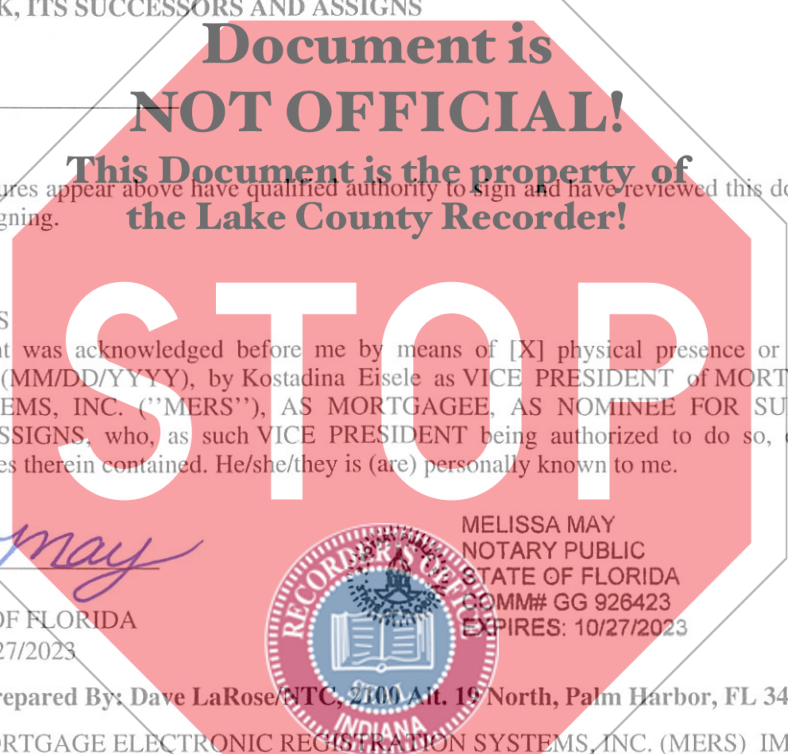 K, ITS SUCCESSORS AND ASSIGNS
Document is
NOT OFFICIAL!
This Document is the property of
the Lake County Recorder!
ures appear above have qualified authority to sign and have reviewed this do
gning.
STOP
S
t was acknowledged before me by means of [X] physical presence or
(MM/DD/YYYY), by Kostadina Eisele as VICE PRESIDENT of MORT
EMS, INC. (''MERS''), AS MORTGAGEE, AS NOMINEE FOR SU
SSIGNS, who, as such VICE PRESIDENT being authorized to do so,
es therein contained. He/she/they is (are) personally known to me.
May
MELISSA MAY
NOTARY PUBLIC
STATE OF FLORIDA
COMM# GG 926423
EXPIRES: 10/27/2023
OF FLORIDA
27/2023
RECORDER'S OFFICE
SEAL
INDIANA
repared By: Dave LaRose/NTC, 2100 Alt. 19 North, Palm Harbor, FL 34
ORTGAGE ELECTRONIC REGISTRATION SYSTEMS, INC. (MERS) IM